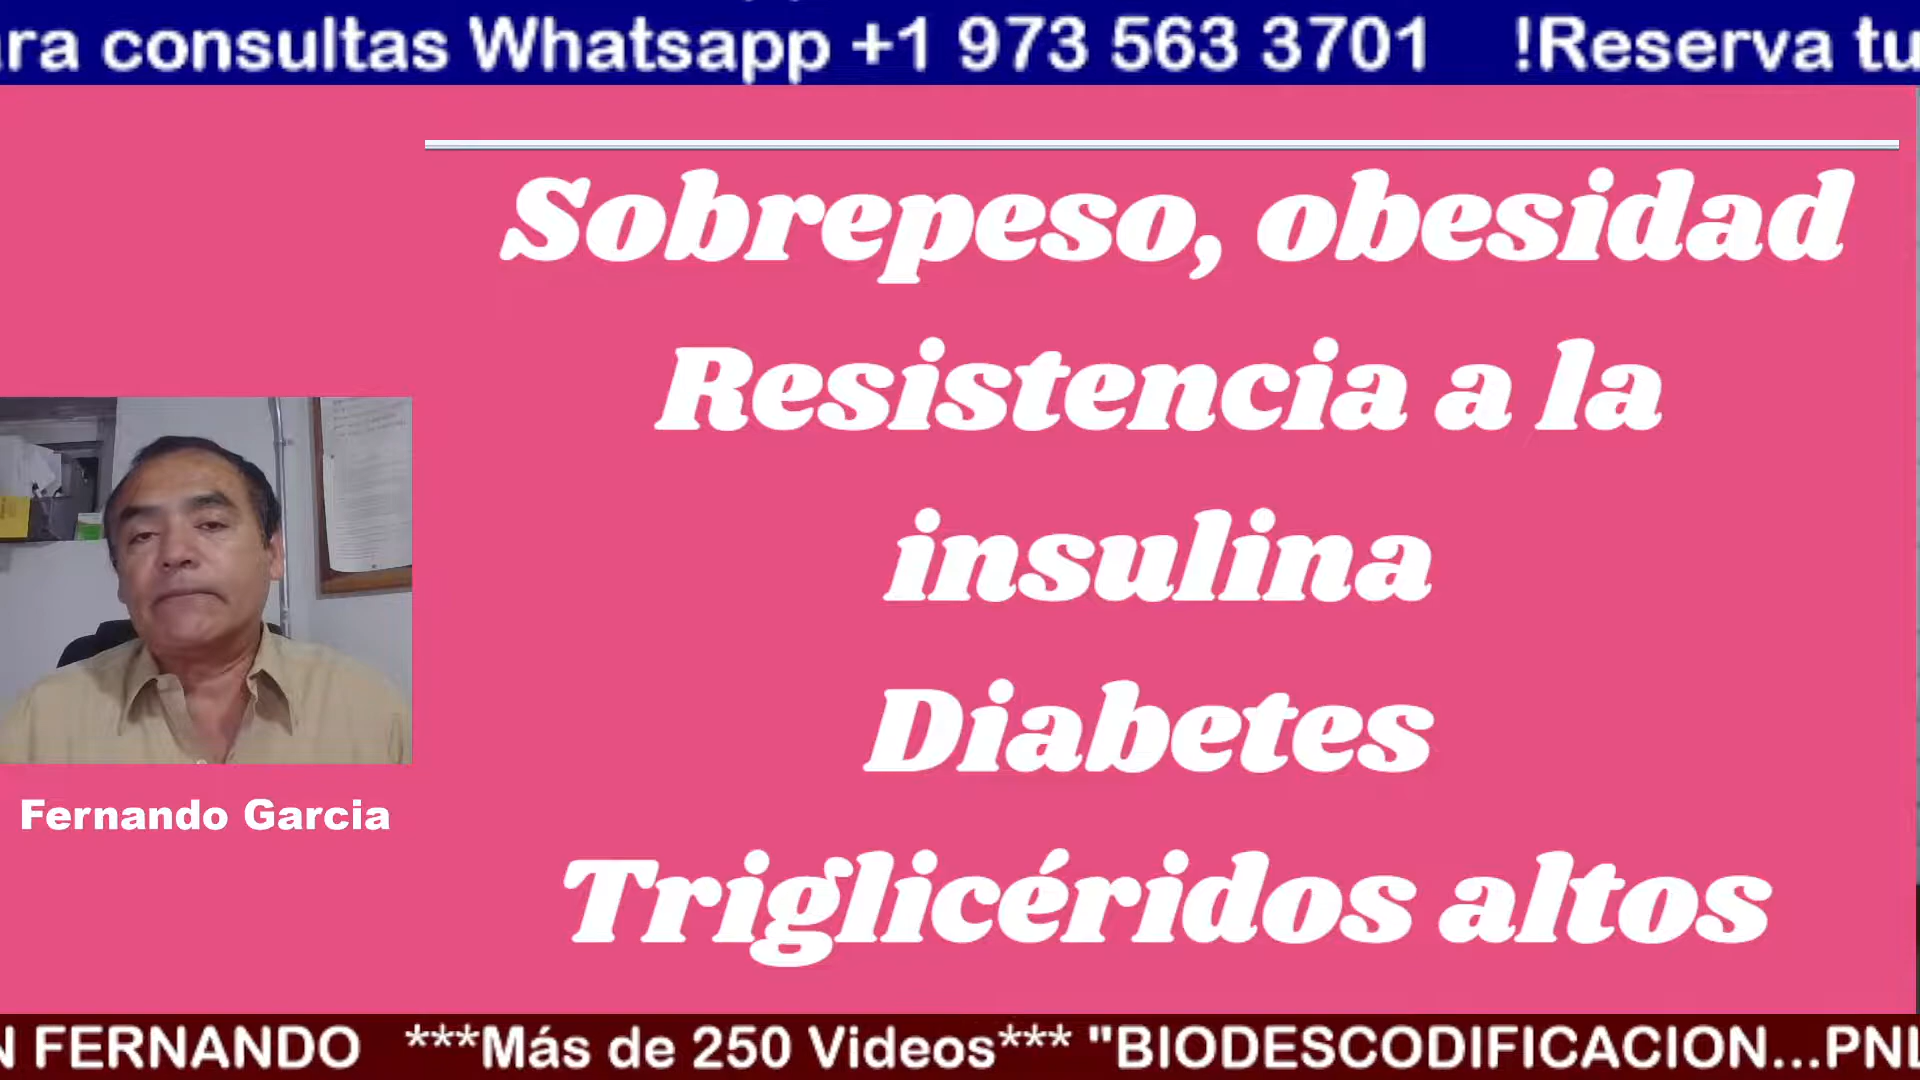 ra consultas Whatsapp +1 973 563 3701 !Reserva tu
Sobrepeso, obesidad
Resistencia a la
insulina
Diabetes
Triglicéridos altos
Fernando Garcia
N FERNANDO ***Más de 250 Videos*** "BIODESCODIFICACION...PNL